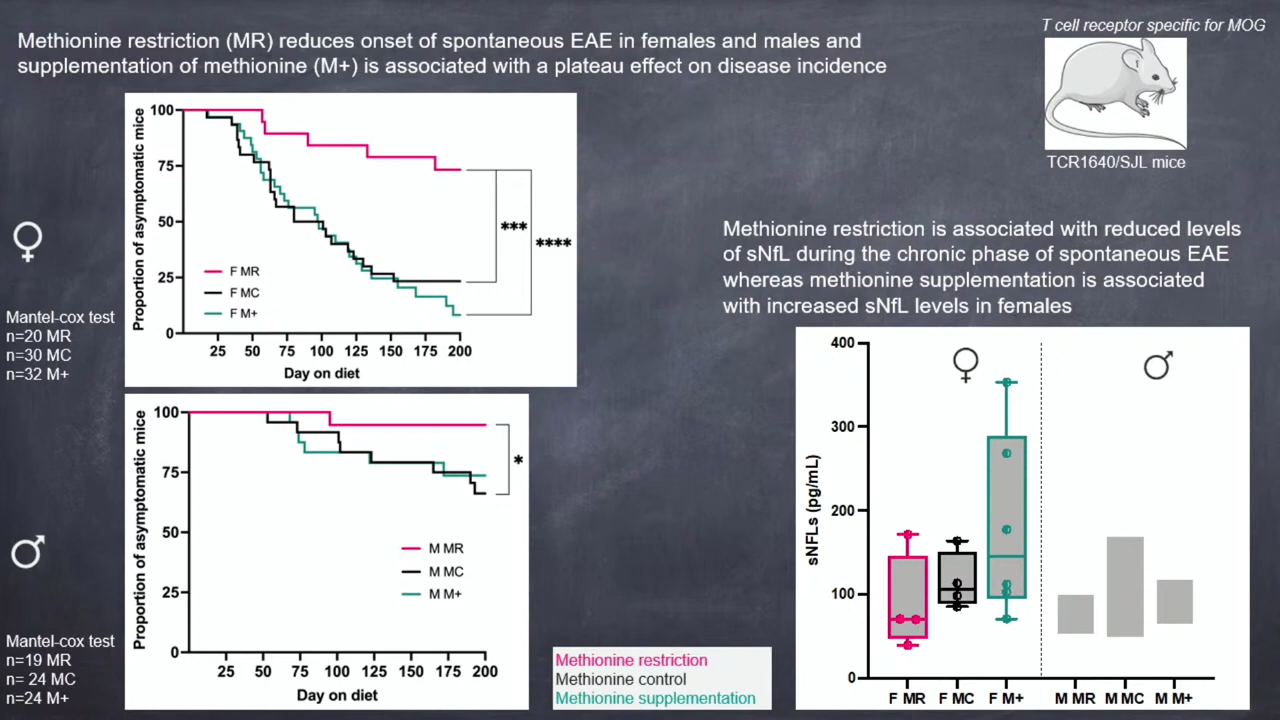 T cell receptor specific for MOG
Methionine restriction (MR) reduces onset of spontaneous EAE in females and males and
supplementation of methionine (M+) is associated with a plateau effect on disease incidence
TCR1640/SJL mice
♀
Mantel-cox test
n=20 MR
n=30 MC
n=32 M+
Proportion of asymptomatic mice
100
75
50
25
0
F MR
F MC
F M+
***
****
25 50 75 100 125 150 175 200
Day on diet
♂
Mantel-cox test
n=19 MR
n= 24 MC
n=24 M+
Proportion of asymptomatic mice
100
75
50
25
0
M MR
M MC
M M+
*
25 50 75 100 125 150 175 200
Day on diet
Methionine restriction
Methionine control
Methionine supplementation
Methionine restriction is associated with reduced levels
of sNfL during the chronic phase of spontaneous EAE
whereas methionine supplementation is associated
with increased sNfL levels in females
sNFLs (pg/mL)
400
300
200
100
0
♀ ♂
F MR F MC F M+ M MR M MC M M+